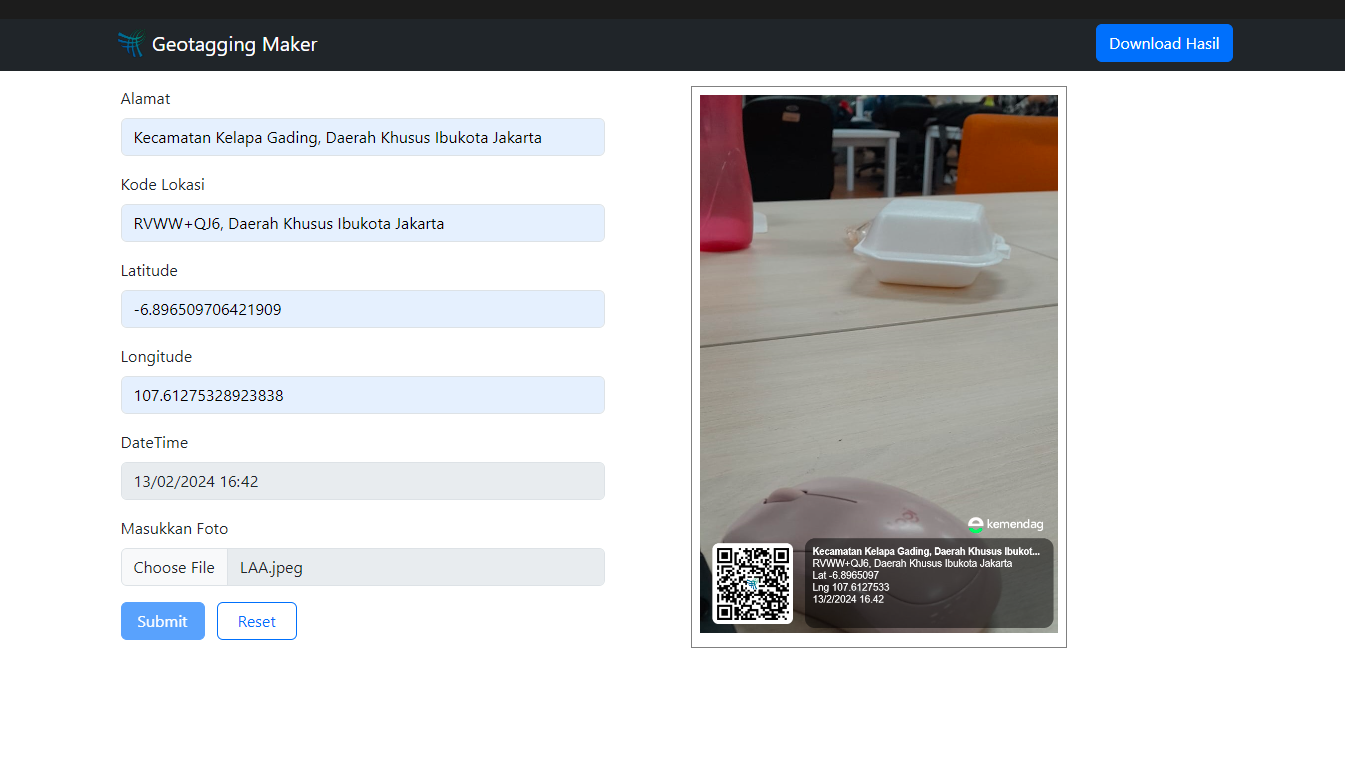 Geotagging Maker
Download Hasil
Alamat
Kecamatan Kelapa Gading, Daerah Khusus Ibukota Jakarta
Kode Lokasi
RVWW+QJ6, Daerah Khusus Ibukota Jakarta
Latitude
-6.896509706421909
Longitude
107.61275328923838
DateTime
13/02/2024 16:42
Masukkan Foto
Choose File LAA.jpeg
Submit Reset
kemendag
Kecamatan Kelapa Gading, Daerah Khusus Ibukot...
RVWW+QJ6, Daerah Khusus Ibukota Jakarta
Lat -6.8965097
Lng 107.6127533
13/2/2024 16.42